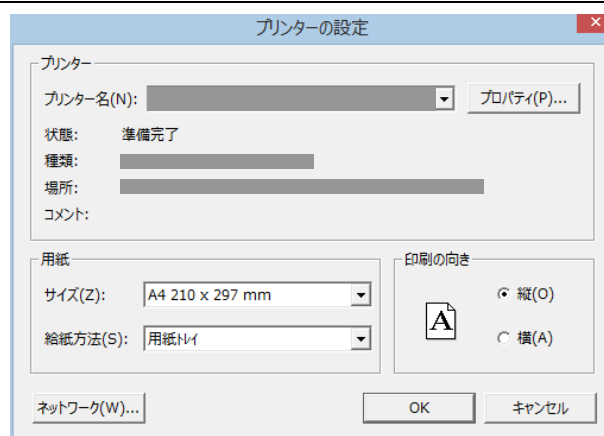 プリンターの設定
プリンター
プリンター名(N):
プロパティ(P)...
状態: 準備完了
種類:
場所:
コメント:
用紙
サイズ(Z): A4 210 x 297 mm
給紙方法(S): 用紙トレイ
印刷の向き
A
縦(O)
横(A)
ネットワーク(W)...
OK
キャンセル